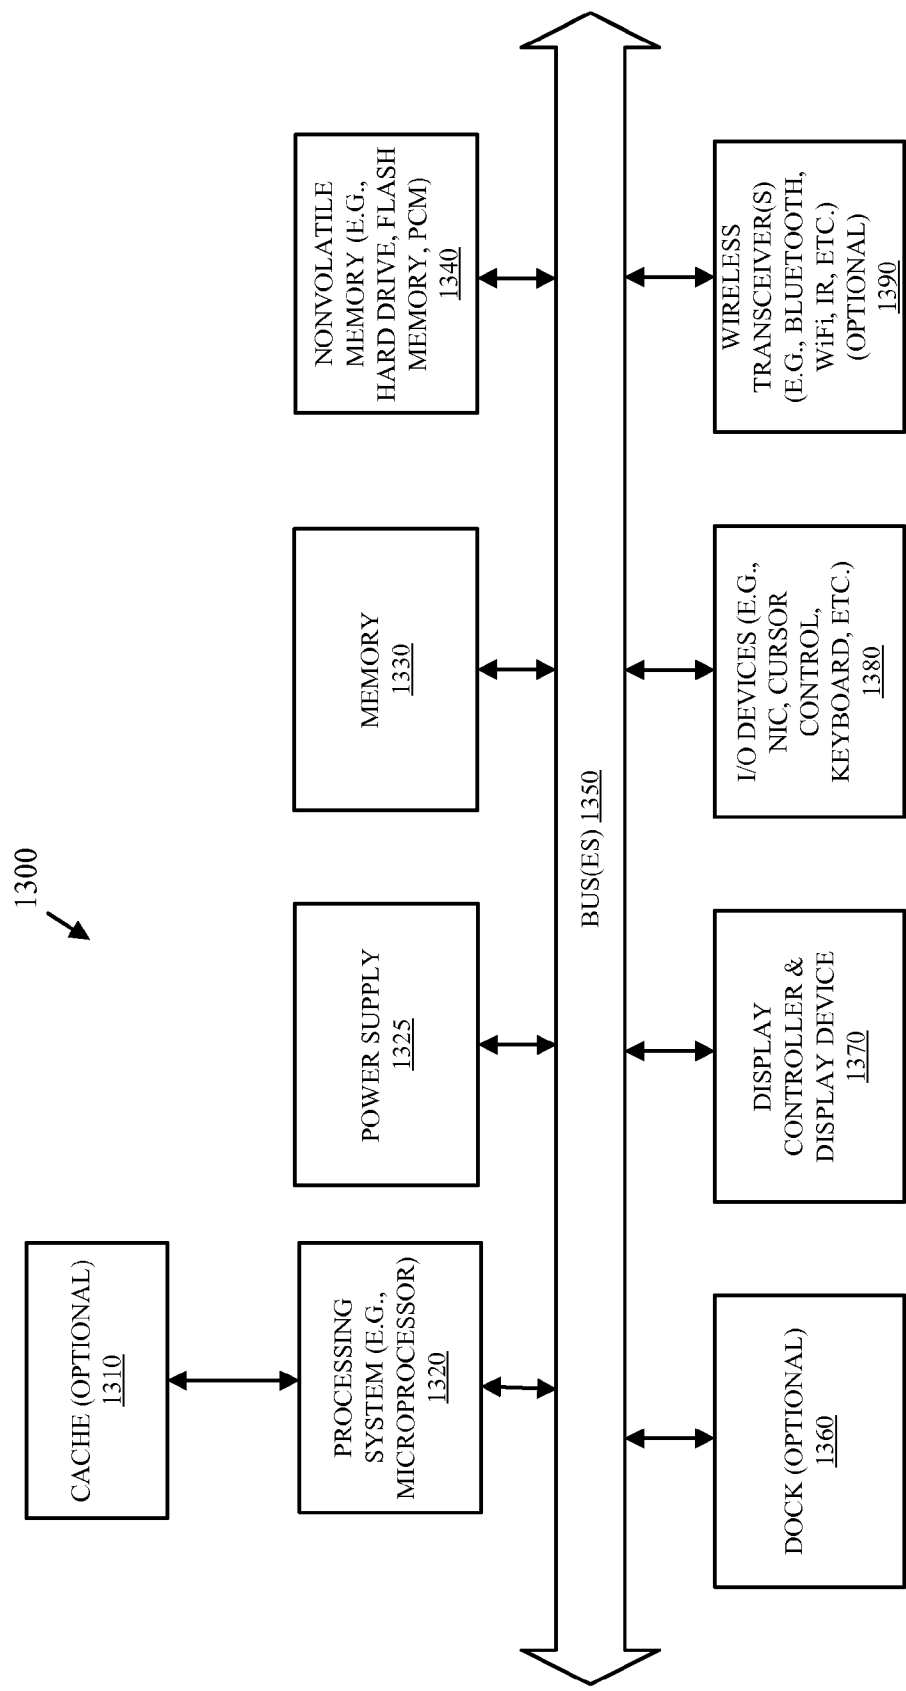 1300
CACHE (OPTIONAL)
1310
PROCESSING
SYSTEM (E.G.,
MICROPROCESSOR)
1320
POWER SUPPLY
1325
MEMORY
1330
NONVOLATILE
MEMORY (E.G.,
HARD DRIVE, FLASH
MEMORY, PCM)
1340
BUS(ES) 1350
DOCK (OPTIONAL)
1360
DISPLAY
CONTROLLER &
DISPLAY DEVICE
1370
I/O DEVICES (E.G.,
NIC, CURSOR
CONTROL,
KEYBOARD, ETC.)
1380
WIRELESS
TRANSCEIVER(S)
(E.G., BLUETOOTH,
WiFi, IR, ETC.)
(OPTIONAL)
1390